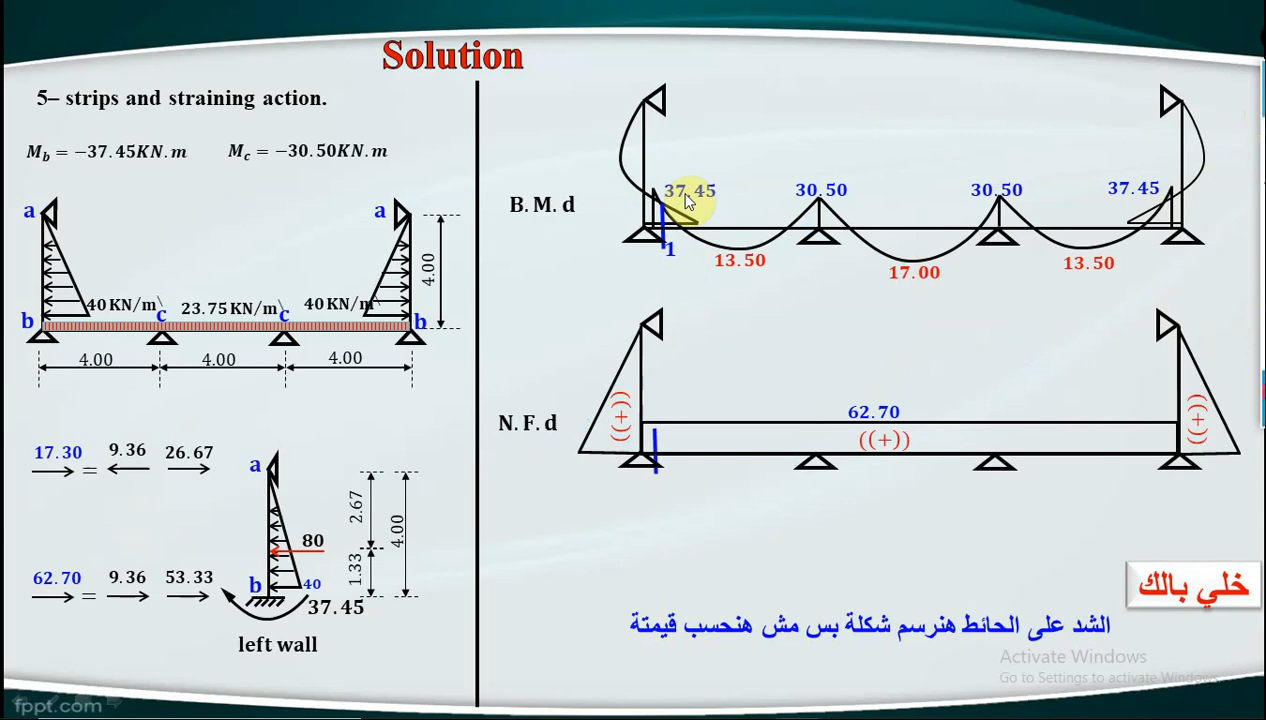 Solution
5– strips and straining action.
M_b = −37.45KN.m M_c = −30.50KN.m
a a
40 KN/m\ 23.75 KN/m\ 40 KN/m\
b c c b
4.00
4.00 4.00 4.00
17.30 = 9.36 26.67
62.70 = 9.36 53.33
a
80
b 40
37.45
2.67
1.33
4.00
left wall
B. M. d
37.45 30.50 30.50 37.45
1
13.50 17.00 13.50
N. F. d
62.70
((+)) ((+)) ((+))
خلي بالك
الشد على الحائط هنرسم شكلة بس مش هنحسب قيمتة
Activate Windows
Go to Settings to activate Windows.
fppt.com